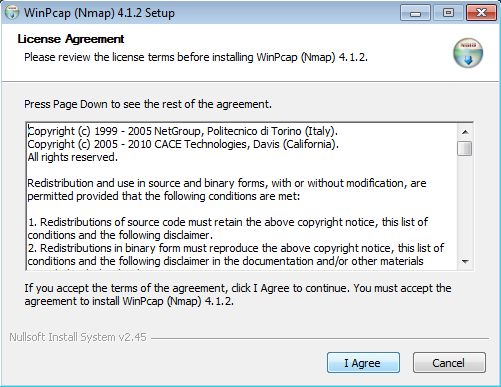 WinPcap (Nmap) 4.1.2 Setup
License Agreement
Please review the license terms before installing WinPcap (Nmap) 4.1.2.
Press Page Down to see the rest of the agreement.
Copyright (c) 1999 - 2005 NetGroup, Politecnico di Torino (Italy).
Copyright (c) 2005 - 2010 CACE Technologies, Davis (California).
All rights reserved.
Redistribution and use in source and binary forms, with or without modification, are
permitted provided that the following conditions are met:
1. Redistributions of source code must retain the above copyright notice, this list of
conditions and the following disclaimer.
2. Redistributions in binary form must reproduce the above copyright notice, this list of
conditions and the following disclaimer in the documentation and/or other materials
If you accept the terms of the agreement, click I Agree to continue. You must accept the
agreement to install WinPcap (Nmap) 4.1.2.
Nullsoft Install System v2.45
I Agree
Cancel